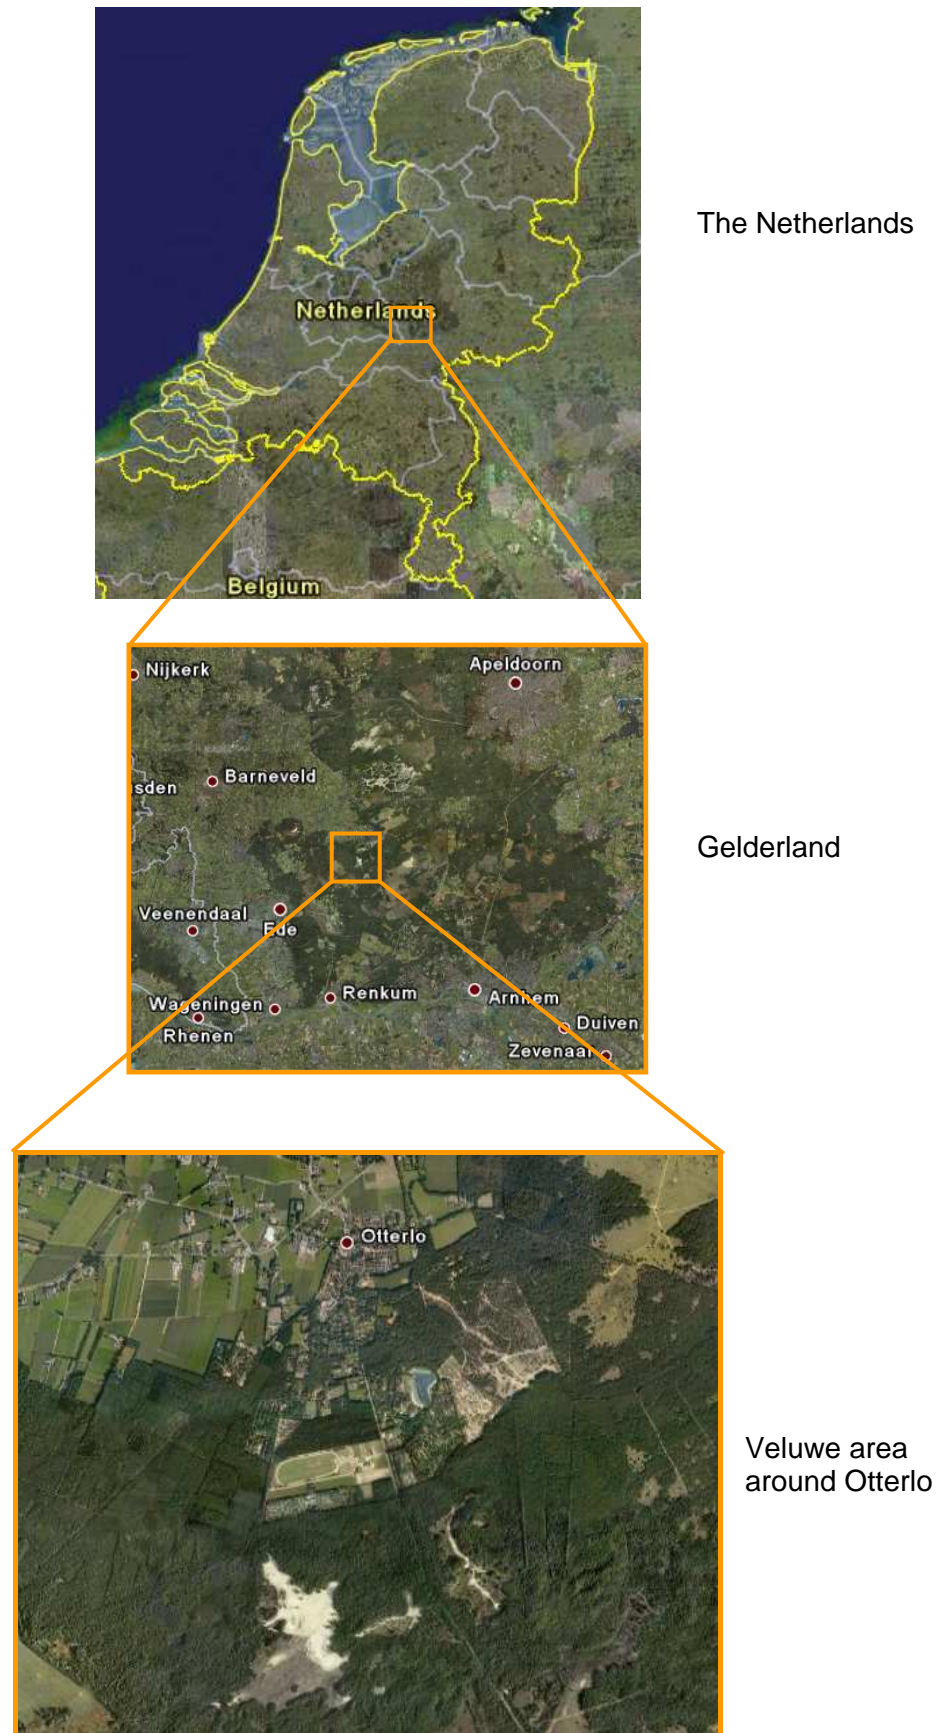 The Netherlands
Netherlands
Belgium
Nijkerk
Apeldoorn
Barneveld
isden
Gelderland
Veenendaal
Ede
Wageningen
Renkum
Arnhem
Rhenen
Duiven
Zevenaar
Otterlo
Veluwe area
around Otterlo